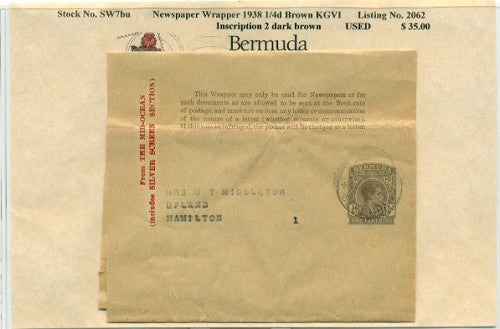 Stock No. SW7bu Newspaper Wrapper 1938 1/4d Brown KGVI Listing No. 2062
Inscription 2 dark brown USED $ 35.00
Bermuda
This Wrapper may only be used for Newspapers or for
such documents as are allowed to be sent at the Book-rate
of postage, and must not enclose any letter or communication
of the nature of a letter (whether separate or otherwise).
If this rule be infringed, the packet will be charged as a letter.
From THE MID-OCEAN
(includes SILVER SCREEN SECTION)
BERMUDA
MRS G T MIDDLETON
UPLAND
HAMILTON 1